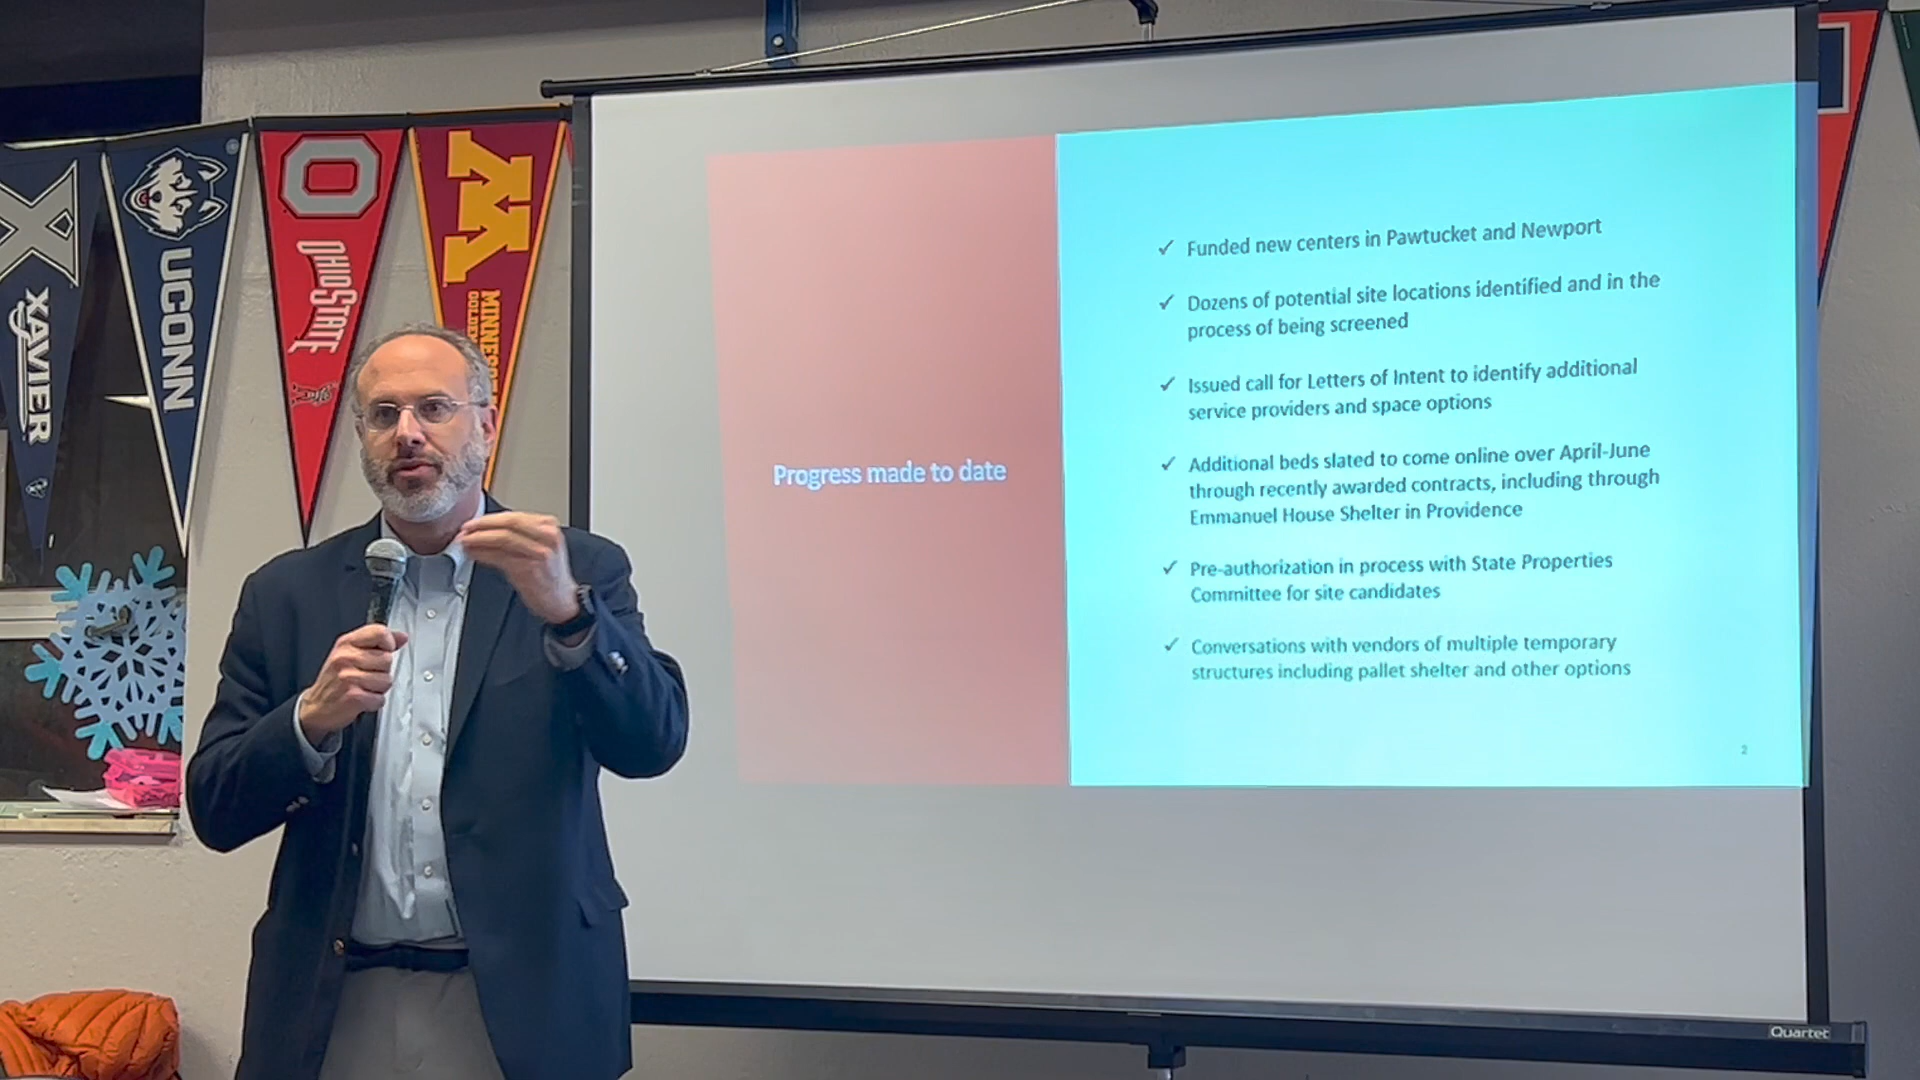 X
XAVIER
UCONN
O
OHIO STATE
M
Progress made to date
✓ Funded new centers in Pawtucket and Newport
✓ Dozens of potential site locations identified and in the
process of being screened
✓ Issued call for Letters of Intent to identify additional
service providers and space options
✓ Additional beds slated to come online over April-June
through recently awarded contracts, including through
Emmanuel House Shelter in Providence
✓ Pre-authorization in process with State Properties
Committee for site candidates
✓ Conversations with vendors of multiple temporary
structures including pallet shelter and other options
2
Quartet